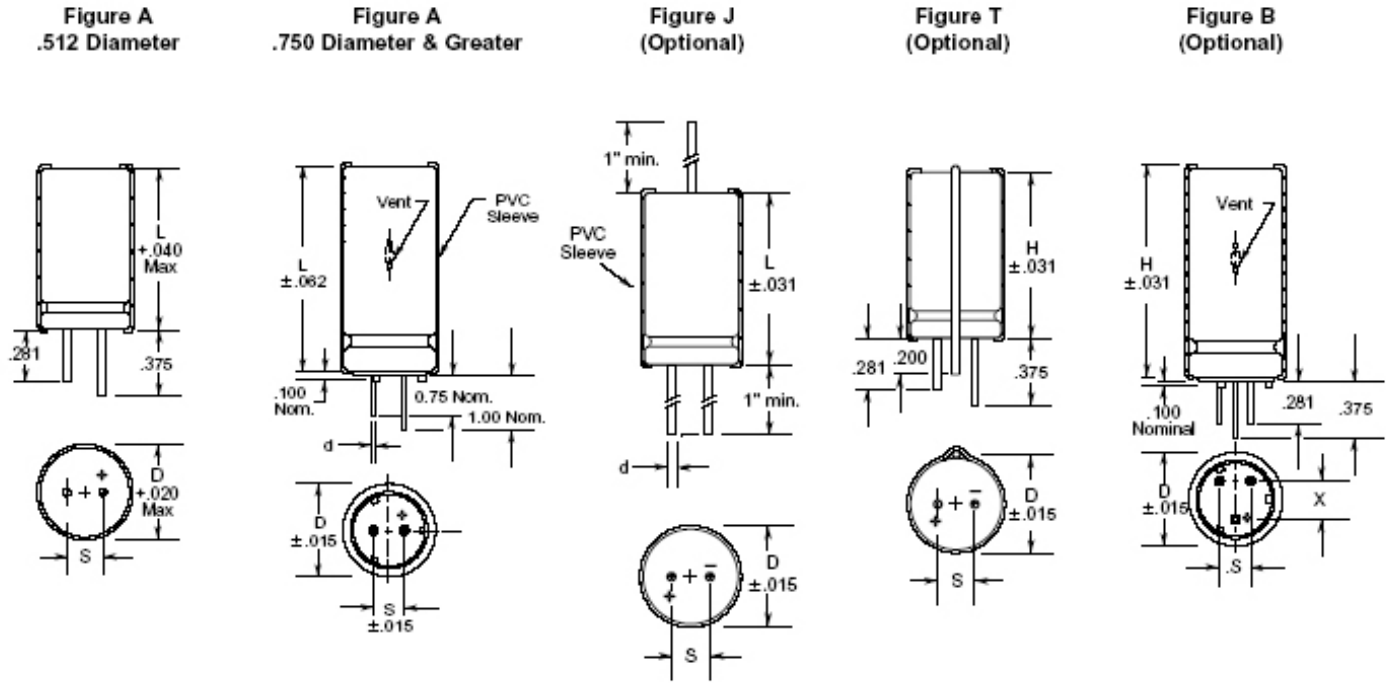 Figure A
.512 Diameter
Figure A
.750 Diameter & Greater
Figure J
(Optional)
Figure T
(Optional)
Figure B
(Optional)
L
+.040
Max
.281
.375
D
+.020
Max
S
Vent
PVC
Sleeve
L
±.062
.100
Nom.
0.75 Nom.
1.00 Nom.
d
D
±.015
S
±.015
1" min.
PVC
Sleeve
L
±.031
1" min.
d
D
±.015
S
H
±.031
.281
.200
.375
D
±.015
S
Vent
H
±.031
.100
Nominal
.281
.375
D
±.015
X
.S